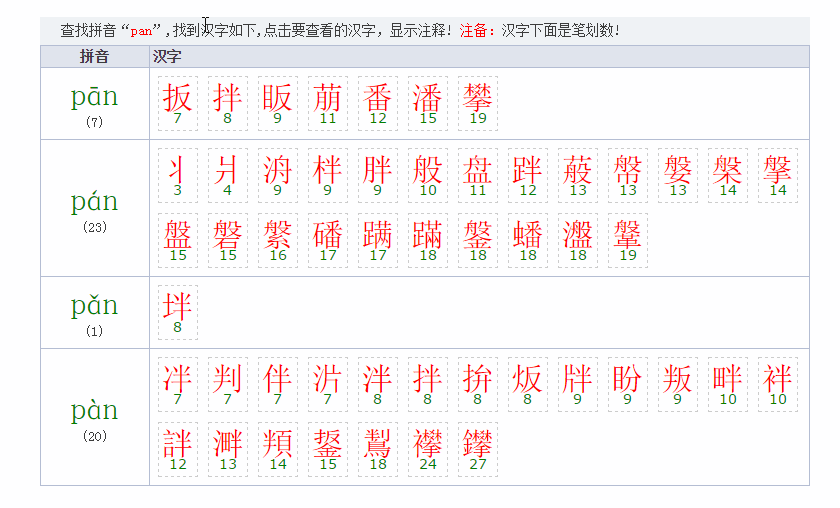 查找拼音“pan”,找到汉字如下,点击要查看的汉字，显示注释! 注备：汉字下面是笔划数!
拼音 汉字
pān
(7)
扳 拌 眅 萠 番 潘 攀
7 8 9 11 12 15 19
pán
(23)
丬 爿 洀 柈 胖 般 盘 跘 蒰 幋 媻 槃 搫
3 4 9 9 9 10 11 12 13 13 13 14 14
盤 磐 縏 磻 蹒 蹣 鎜 蟠 瀊 鞶
15 15 16 17 17 18 18 18 18 19
pǎn
(1)
坢
8
pàn
(20)
冸 判 伴 沜 泮 拌 拚 炍 牉 盼 叛 畔 袢
7 7 7 7 8 8 8 8 9 9 9 10 10
詊 溿 頖 鋬 鵥 襻 鑻
12 13 14 15 18 24 27